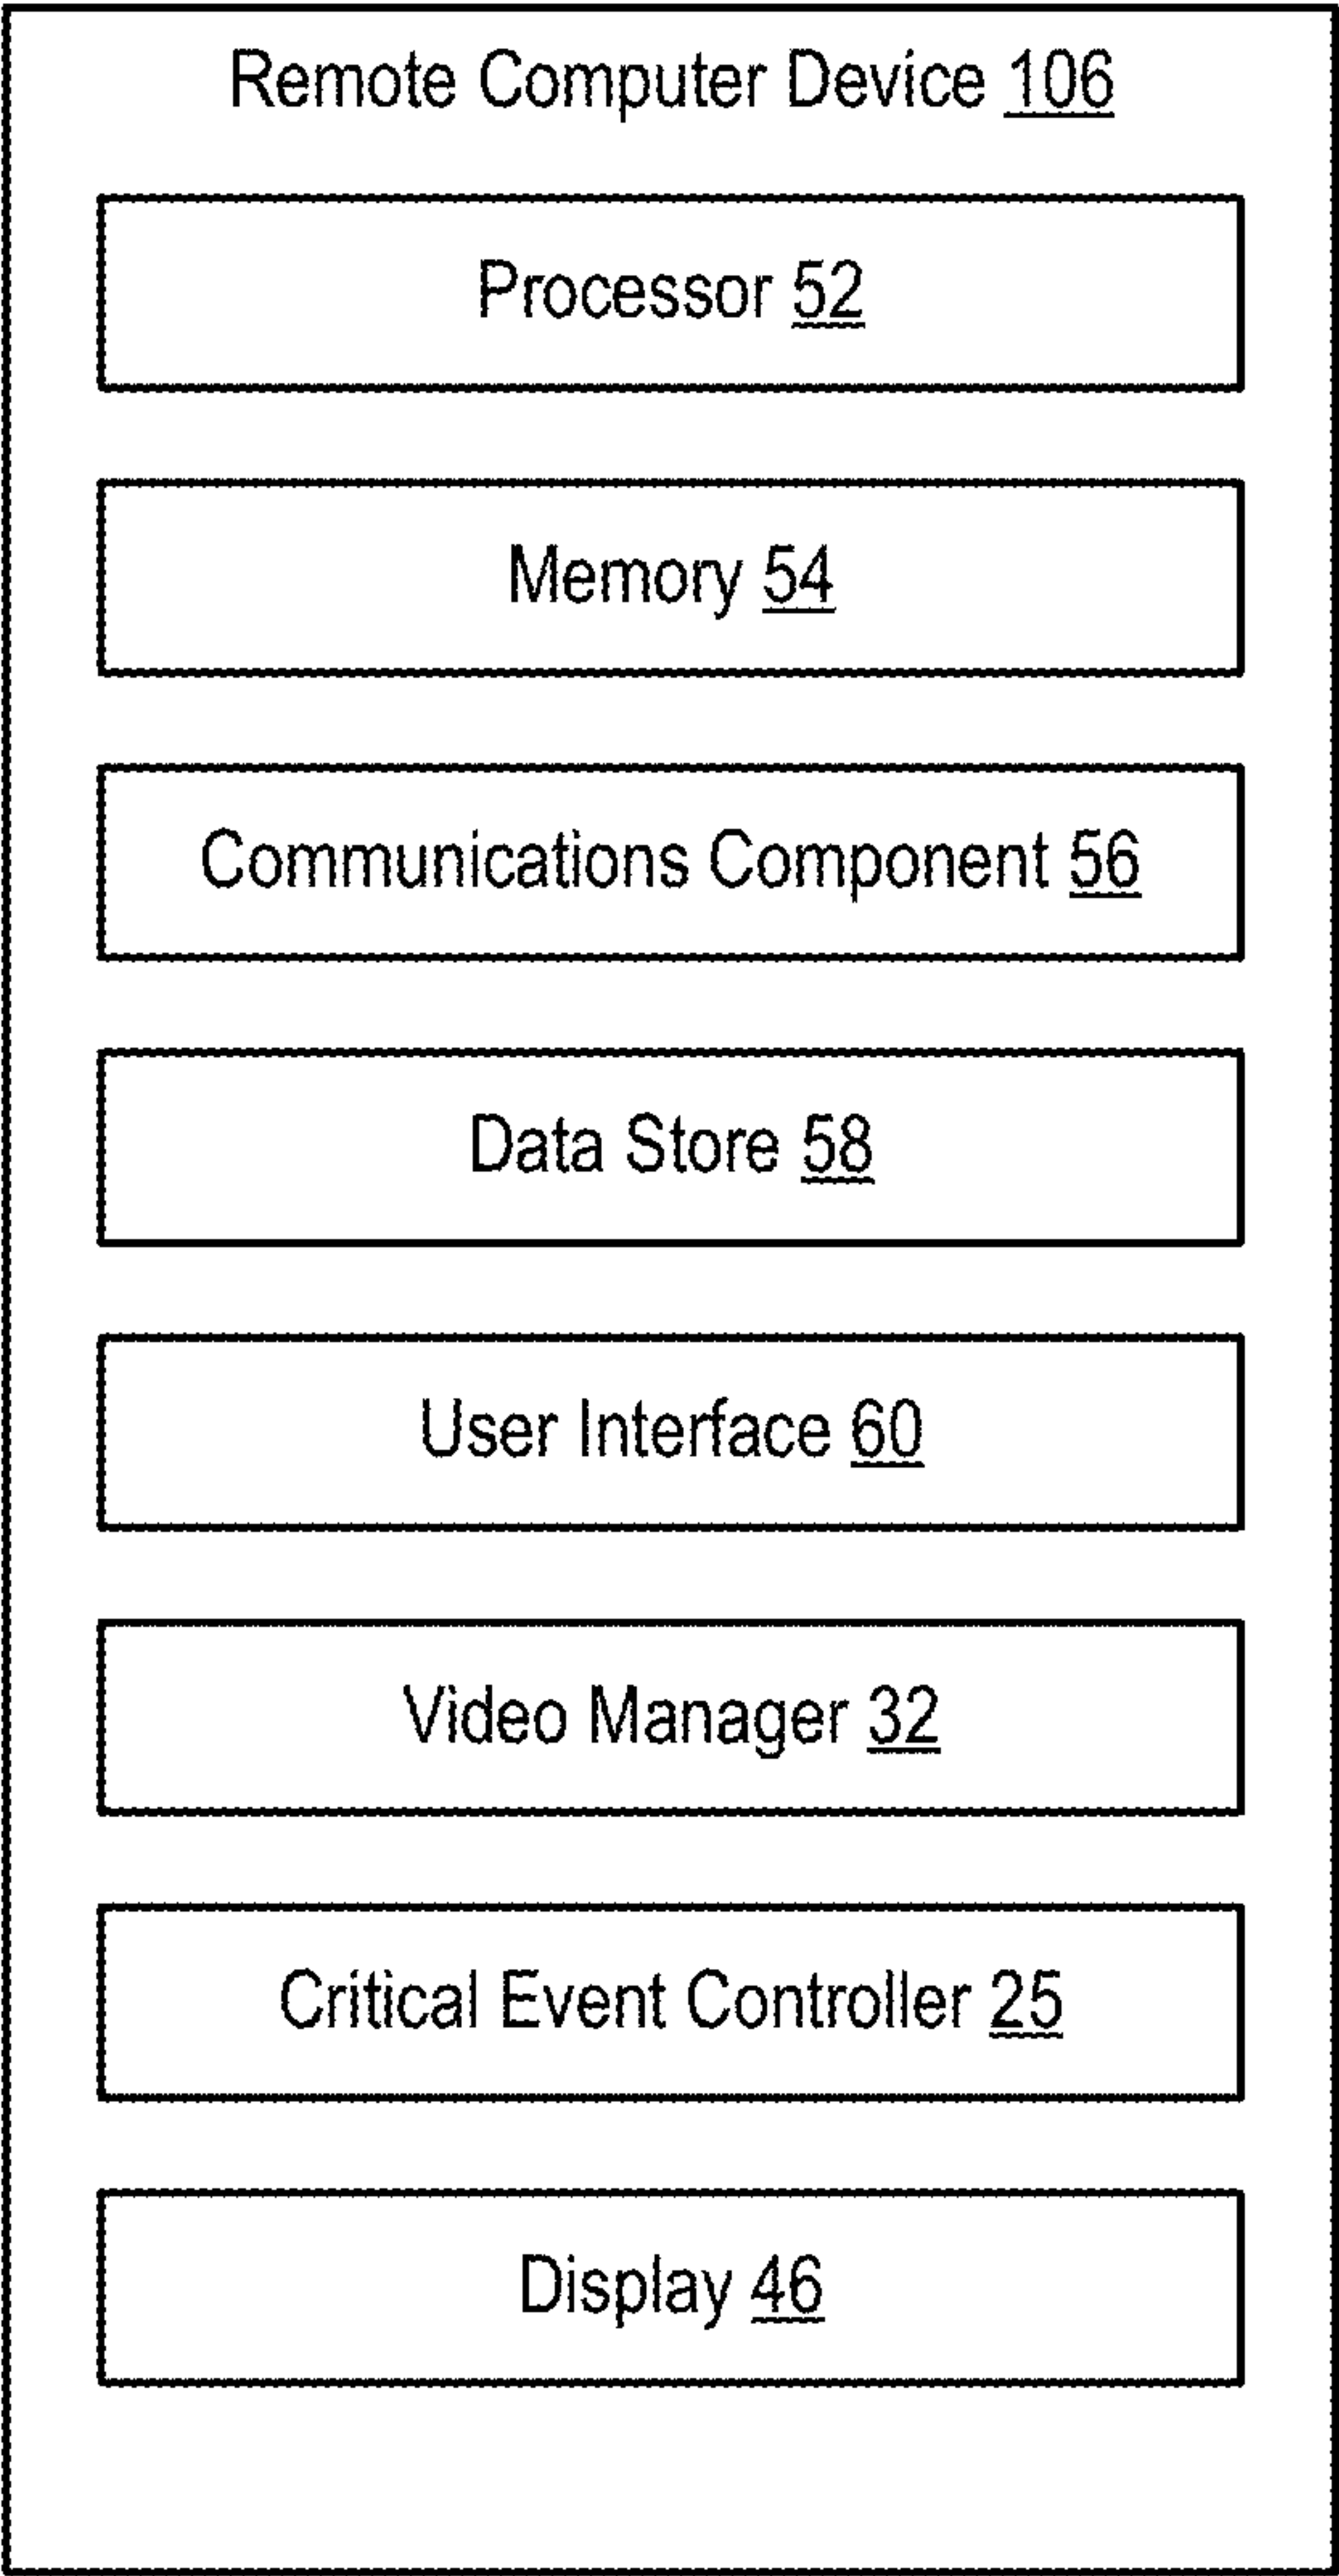 Remote Computer Device 106
Processor 52
Memory 54
Communications Component 56
Data Store 58
User Interface 60
Video Manager 32
Critical Event Controller 25
Display 46